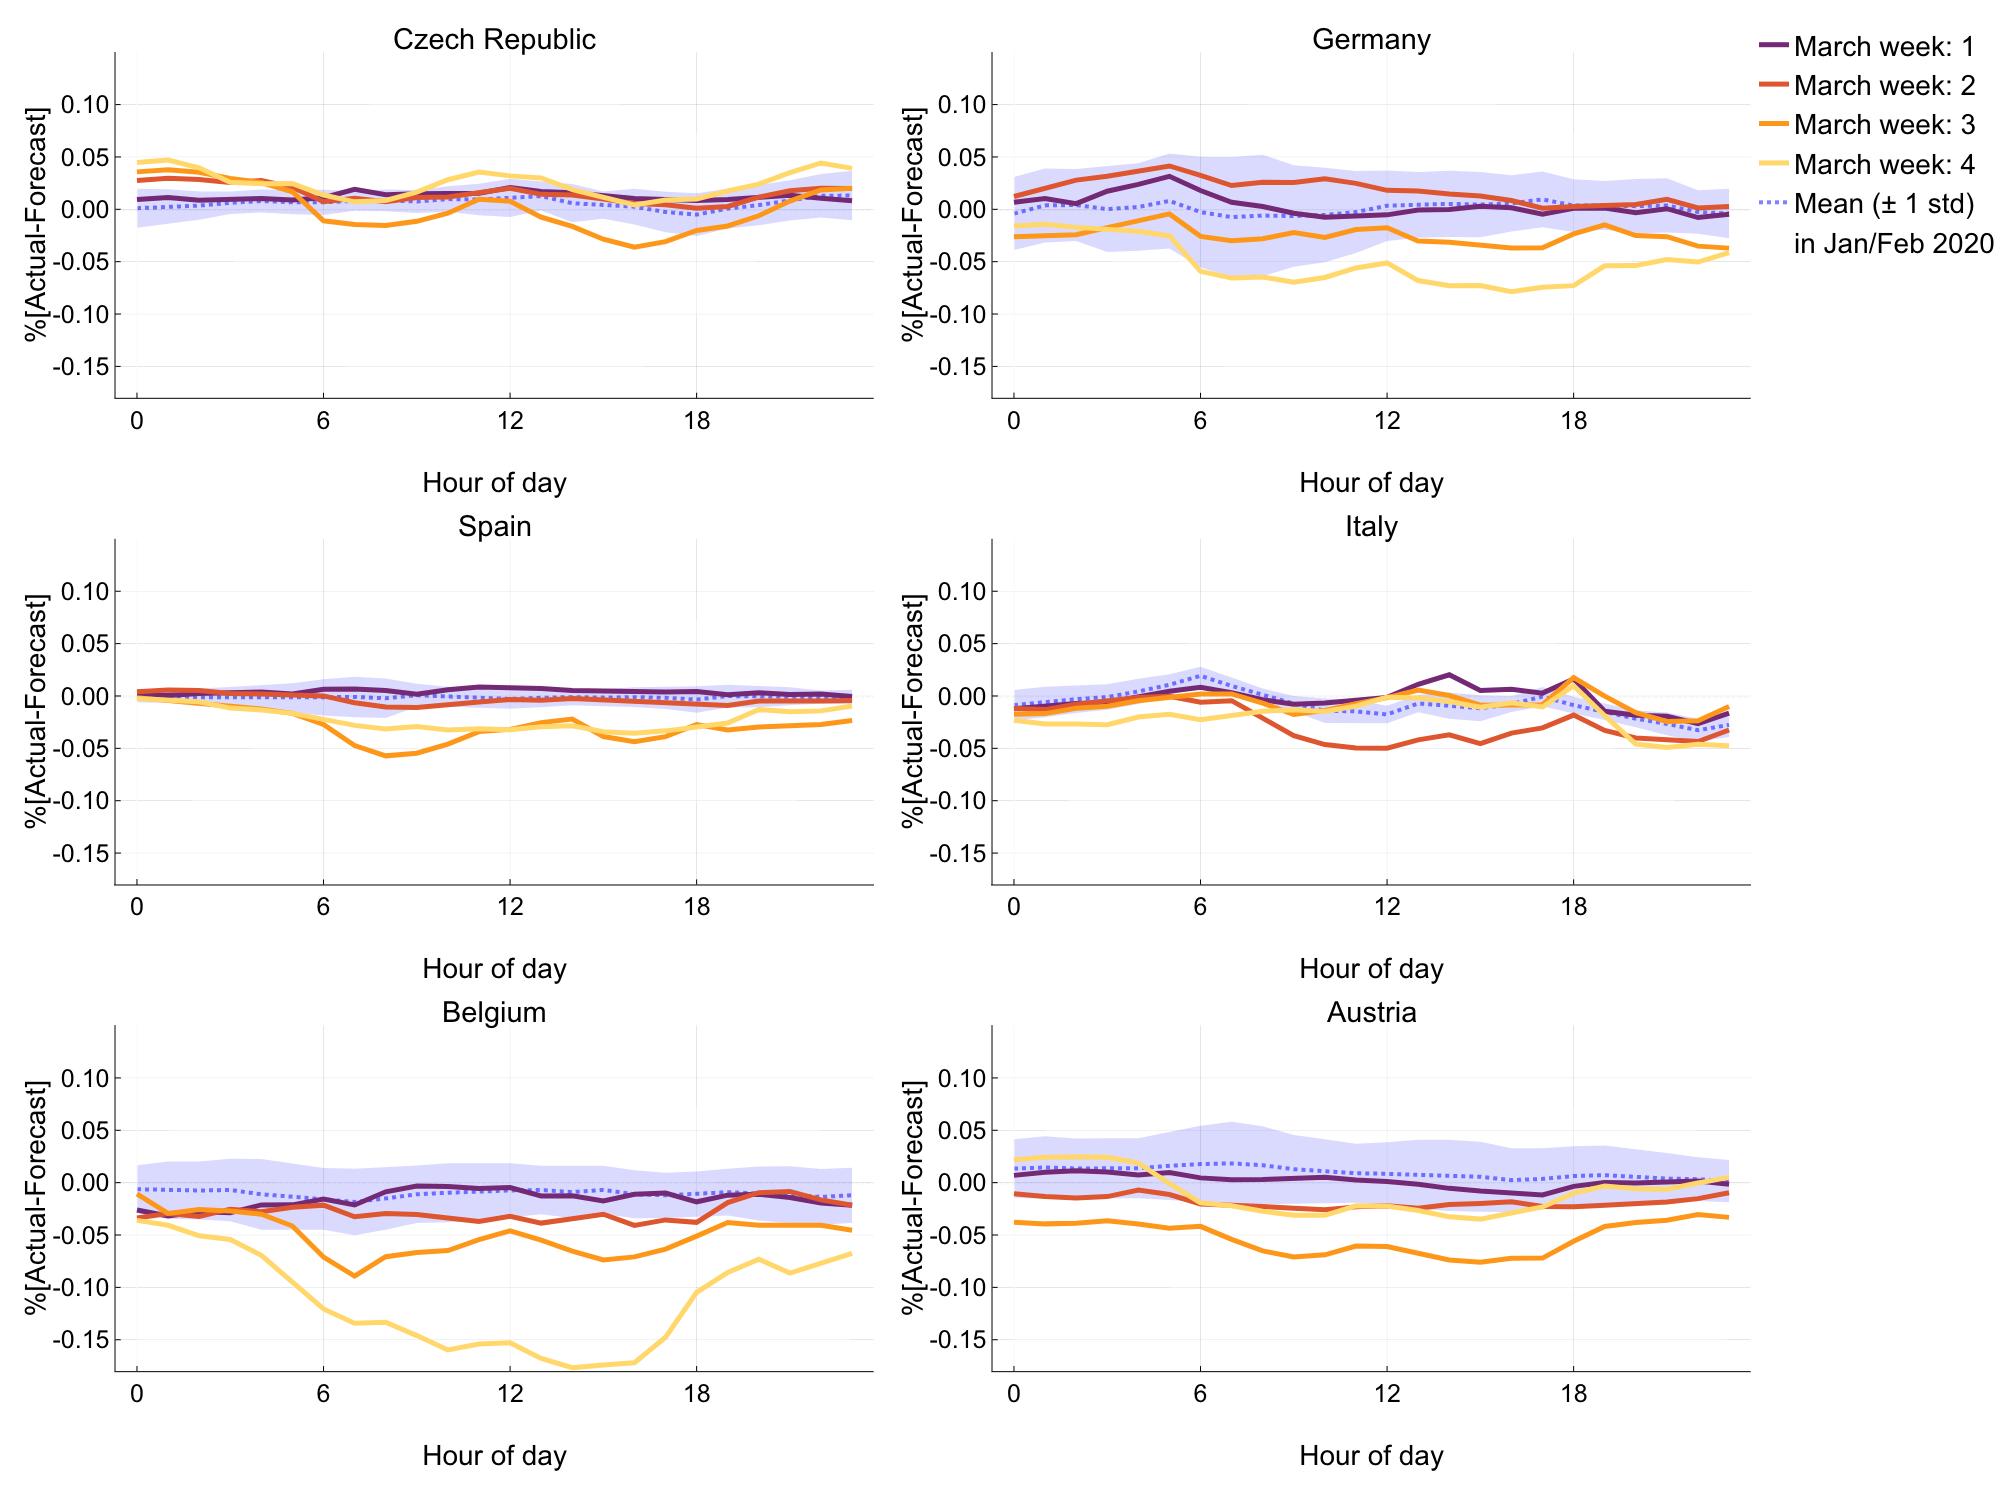 Czech Republic
%[Actual-Forecast]
0.10
0.05
0.00
-0.05
-0.10
-0.15
0 6 12 18
Hour of day
Germany
%[Actual-Forecast]
0.10
0.05
0.00
-0.05
-0.10
-0.15
0 6 12 18
Hour of day
March week: 1
March week: 2
March week: 3
March week: 4
Mean (± 1 std)
in Jan/Feb 2020
Spain
%[Actual-Forecast]
0.10
0.05
0.00
-0.05
-0.10
-0.15
0 6 12 18
Hour of day
Italy
%[Actual-Forecast]
0.10
0.05
0.00
-0.05
-0.10
-0.15
0 6 12 18
Hour of day
Belgium
%[Actual-Forecast]
0.10
0.05
0.00
-0.05
-0.10
-0.15
0 6 12 18
Hour of day
Austria
%[Actual-Forecast]
0.10
0.05
0.00
-0.05
-0.10
-0.15
0 6 12 18
Hour of day